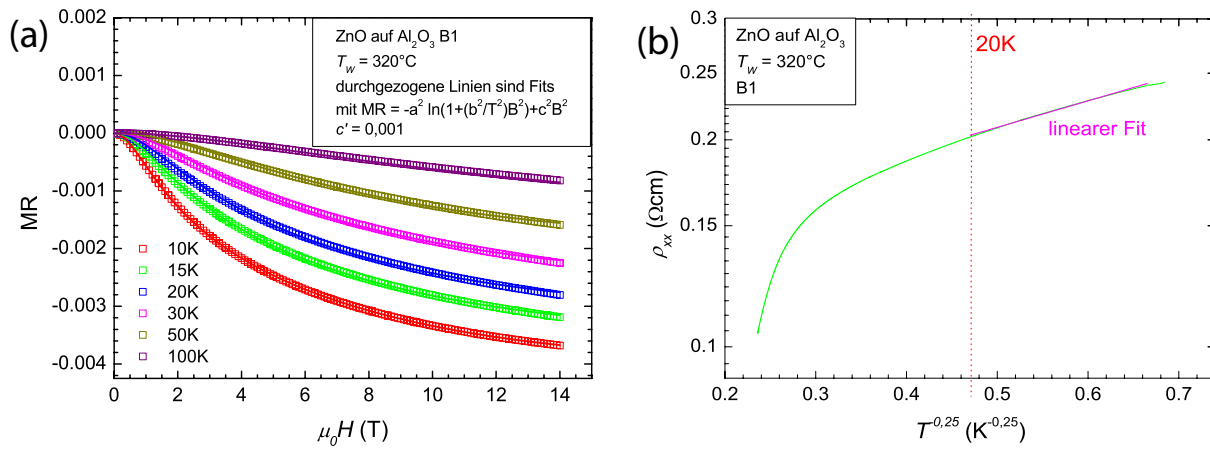 (a)
0.002
0.001
0.000
-0.001
-0.002
-0.003
-0.004
MR
ZnO auf Al₂O₃ B1
T_W = 320°C
durchgezogene Linien sind Fits
mit MR = -a² ln(1+(b²/T²)B²)+c²B²
c' = 0,001
10K
15K
20K
30K
50K
100K
0 2 4 6 8 10 12 14
μ₀H (T)
(b)
0.3
0.25
0.2
0.15
0.1
ρxx (Ωcm)
ZnO auf Al₂O₃
T_W = 320°C
B1
20K
linearer Fit
0.2 0.3 0.4 0.5 0.6 0.7
T⁻⁰,²⁵ (K⁻⁰,²⁵)